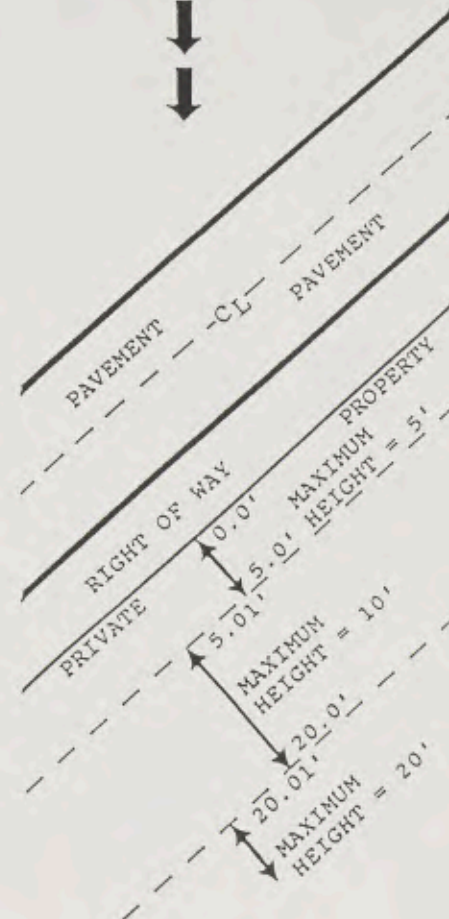 PAVEMENT
CL
PAVEMENT
RIGHT OF WAY
PRIVATE
PROPERTY
0.0'
5.0'
MAXIMUM
HEIGHT = 5'
5.01'
MAXIMUM
HEIGHT = 10'
20.0'
20.01'
MAXIMUM
HEIGHT = 20'